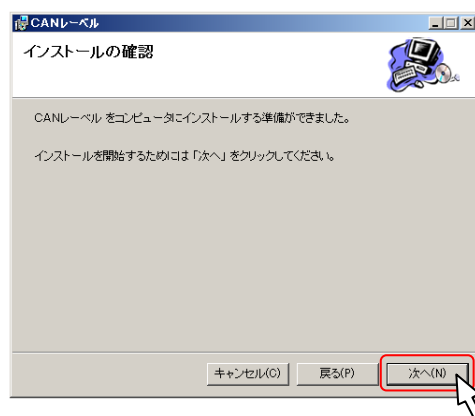 CANレーベル
インストールの確認
CANレーベル をコンピュータにインストールする準備ができました。
インストールを開始するためには「次へ」をクリックしてください。
キャンセル(C)
戻る(P)
次へ(N)